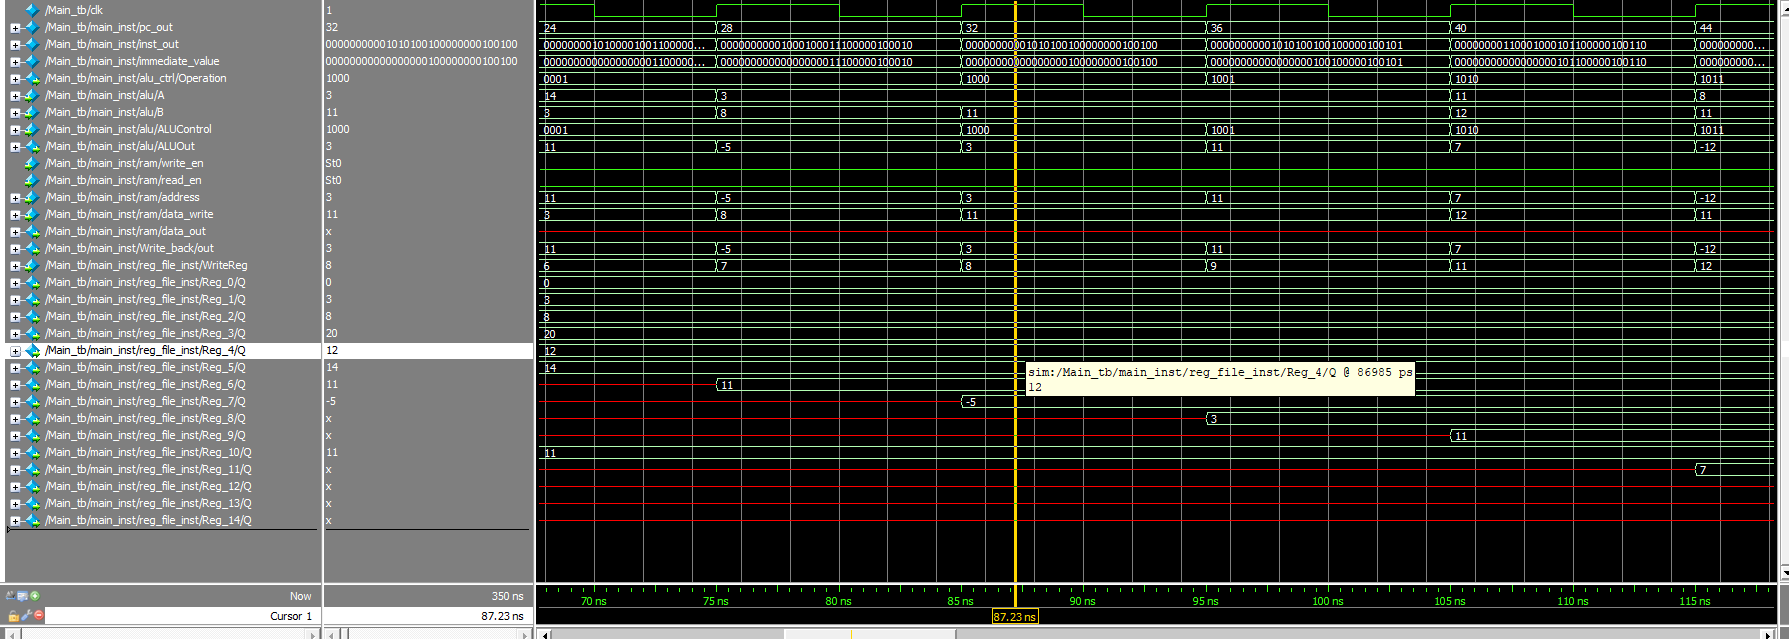 /Main_tb/clk 1
/Main_tb/main_inst/pc_out 32 24 28 32 36 40 44
/Main_tb/main_inst/inst_out 00000000001010100100000000100100 0000000010100001001100000... 00000000001000100011100000100010 00000000001010100100000000100100 00000000001010100100100000100101 00000000110001000101100000100110 000000000...
/Main_tb/main_inst/immediate_value 00000000000000000100000000100100 0000000000000000001100000... 00000000000000000011100000100010 00000000000000000100000000100100 00000000000000000100100000100101 00000000000000000101100000100110 000000000...
/Main_tb/main_inst/alu_ctrl/Operation 1000 0001 1000 1001 1010 1011
/Main_tb/main_inst/alu/A 3 14 3 11 8
/Main_tb/main_inst/alu/B 11 3 8 11 12 11
/Main_tb/main_inst/alu/ALUControl 1000 0001 1000 1001 1010 1011
/Main_tb/main_inst/alu/ALUOut 3 11 -5 3 11 7 -12
/Main_tb/main_inst/ram/write_en St0
/Main_tb/main_inst/ram/read_en St0
/Main_tb/main_inst/ram/address 3 11 -5 3 11 7 -12
/Main_tb/main_inst/ram/data_write 11 3 8 11 12 11
/Main_tb/main_inst/ram/data_out x
/Main_tb/main_inst/Write_back/out 3 11 -5 3 11 7 -12
/Main_tb/main_inst/reg_file_inst/WriteReg 8 6 7 8 9 11 12
/Main_tb/main_inst/reg_file_inst/Reg_0/Q 0 0
/Main_tb/main_inst/reg_file_inst/Reg_1/Q 3 3
/Main_tb/main_inst/reg_file_inst/Reg_2/Q 8 8
/Main_tb/main_inst/reg_file_inst/Reg_3/Q 20 20
/Main_tb/main_inst/reg_file_inst/Reg_4/Q 12 12
/Main_tb/main_inst/reg_file_inst/Reg_5/Q 14 14
sim:/Main_tb/main_inst/reg_file_inst/Reg_4/Q @ 86985 ps
12
/Main_tb/main_inst/reg_file_inst/Reg_6/Q 11 11
/Main_tb/main_inst/reg_file_inst/Reg_7/Q -5 -5
/Main_tb/main_inst/reg_file_inst/Reg_8/Q x 3
/Main_tb/main_inst/reg_file_inst/Reg_9/Q x 11
/Main_tb/main_inst/reg_file_inst/Reg_10/Q 11 11
/Main_tb/main_inst/reg_file_inst/Reg_11/Q x 7
/Main_tb/main_inst/reg_file_inst/Reg_12/Q x
/Main_tb/main_inst/reg_file_inst/Reg_13/Q x
/Main_tb/main_inst/reg_file_inst/Reg_14/Q x
Now 350 ns 70 ns 75 ns 80 ns 85 ns 90 ns 95 ns 100 ns 105 ns 110 ns 115 ns
Cursor 1 87.23 ns 87.23 ns